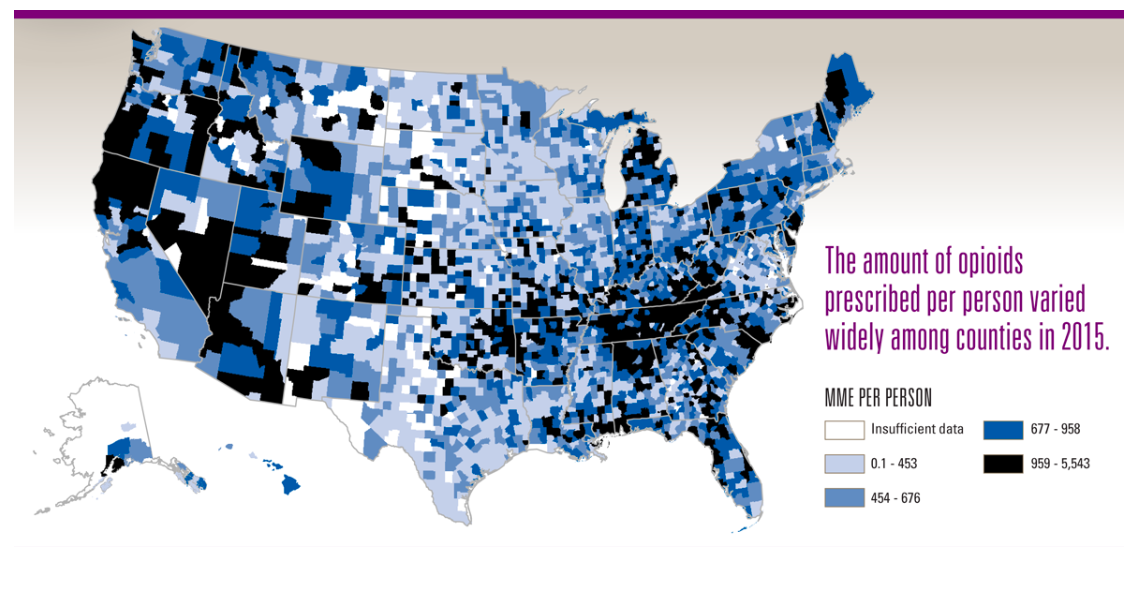 The amount of opioids
prescribed per person varied
widely among counties in 2015.
MME PER PERSON
Insufficient data
0.1 - 453
454 - 676
677 - 958
959 - 5,543